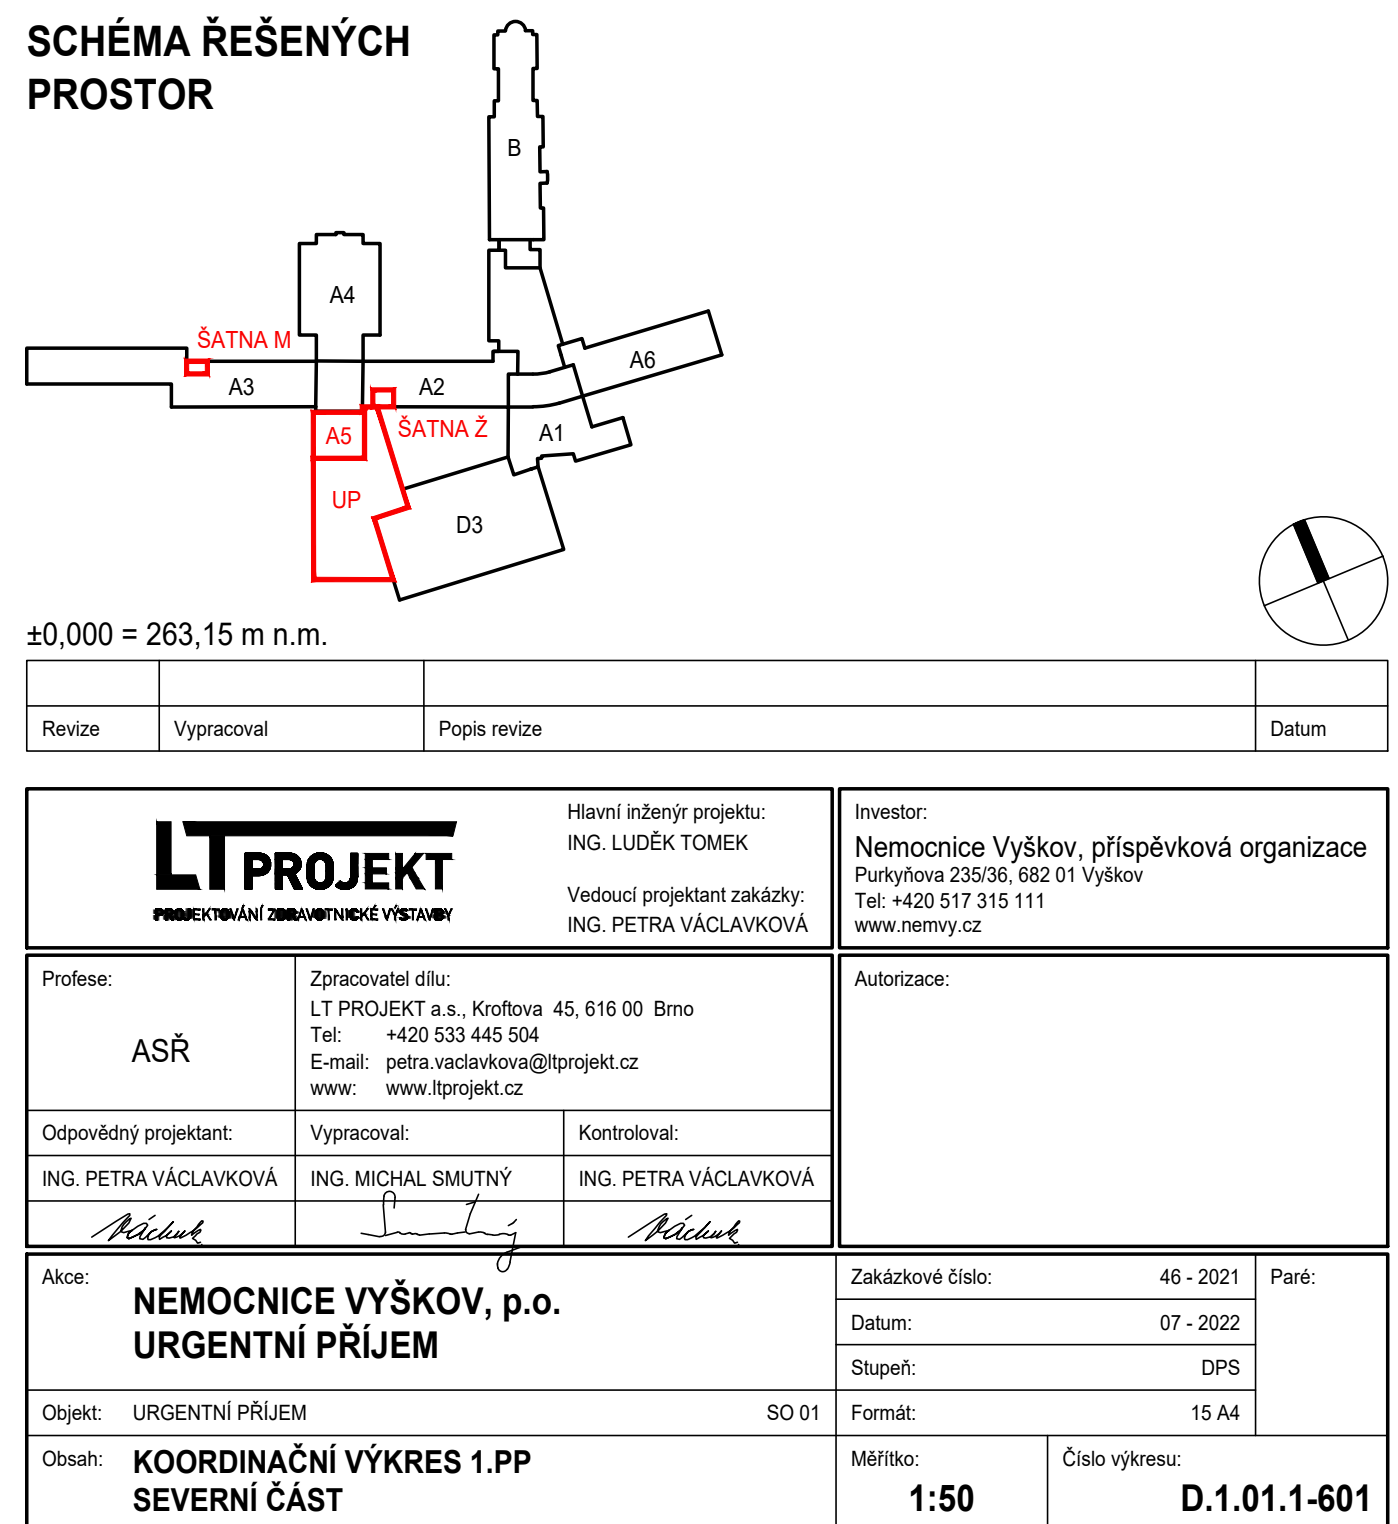 SCHÉMA ŘEŠENÝCH
PROSTOR
B
A4
ŠATNA M
A6
A3
A2
ŠATNA Ž
A5
A1
UP
D3
±0,000 = 263,15 m n.m.
Revize
Vypracoval
Popis revize
Datum
LT PROJEKT
PROJEKTOVÁNÍ ZDRAVOTNICKÉ VÝSTAVBY
Hlavní inženýr projektu:
ING. LUDĚK TOMEK
Vedoucí projektant zakázky:
ING. PETRA VÁCLAVKOVÁ
Investor:
Nemocnice Vyškov, příspěvková organizace
Purkyňova 235/36, 682 01 Vyškov
Tel: +420 517 315 111
www.nemvy.cz
Profese:
ASŘ
Zpracovatel dílu:
LT PROJEKT a.s., Kroftova 45, 616 00 Brno
Tel: +420 533 445 504
E-mail: petra.vaclavkova@ltprojekt.cz
www: www.ltprojekt.cz
Autorizace:
Odpovědný projektant:
Vypracoval:
Kontroloval:
ING. PETRA VÁCLAVKOVÁ
ING. MICHAL SMUTNÝ
ING. PETRA VÁCLAVKOVÁ
Akce:
NEMOCNICE VYŠKOV, p.o.
URGENTNÍ PŘÍJEM
Zakázkové číslo: 46 - 2021
Paré:
Datum: 07 - 2022
Stupeň: DPS
Objekt: URGENTNÍ PŘÍJEM SO 01
Formát: 15 A4
Obsah: KOORDINAČNÍ VÝKRES 1.PP
SEVERNÍ ČÁST
Měřítko:
1:50
Číslo výkresu:
D.1.01.1-601